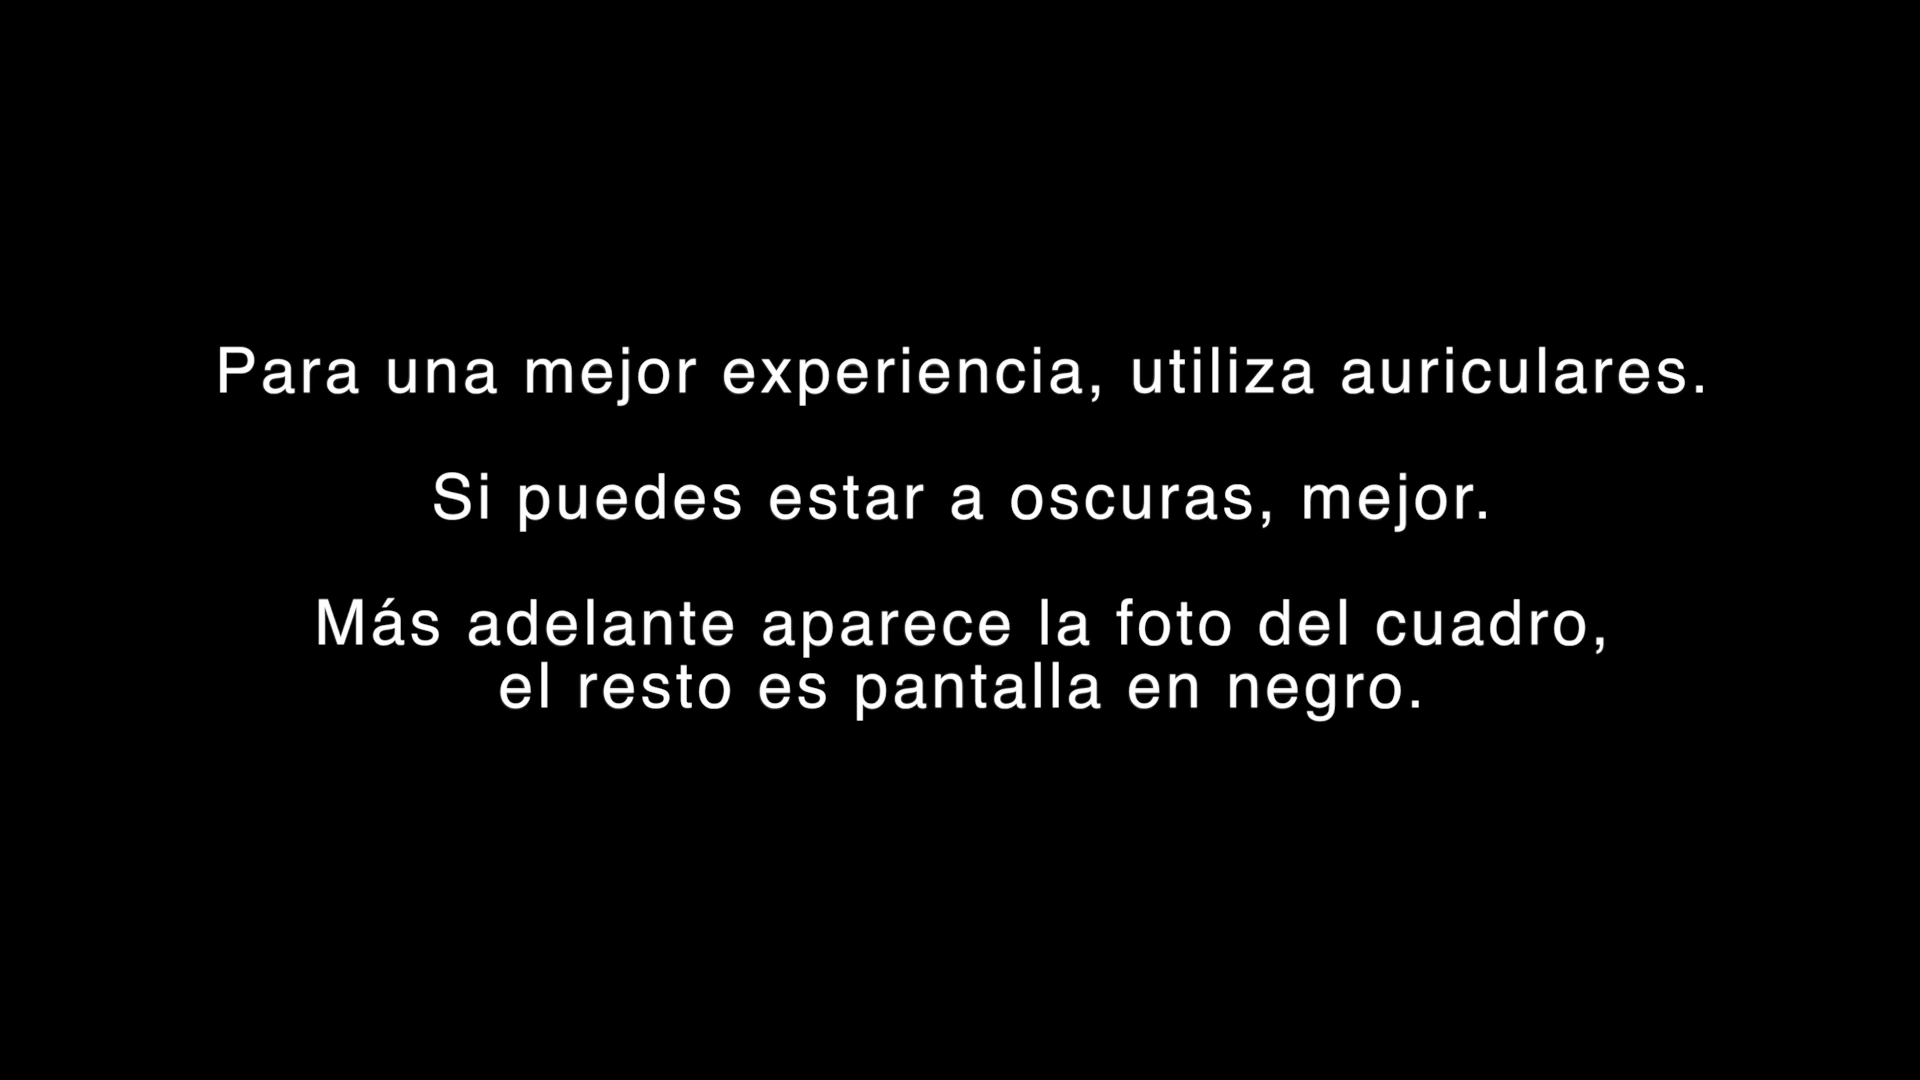 Para una mejor experiencia, utiliza auriculares.
Si puedes estar a oscuras, mejor.
Más adelante aparece la foto del cuadro,
el resto es pantalla en negro.